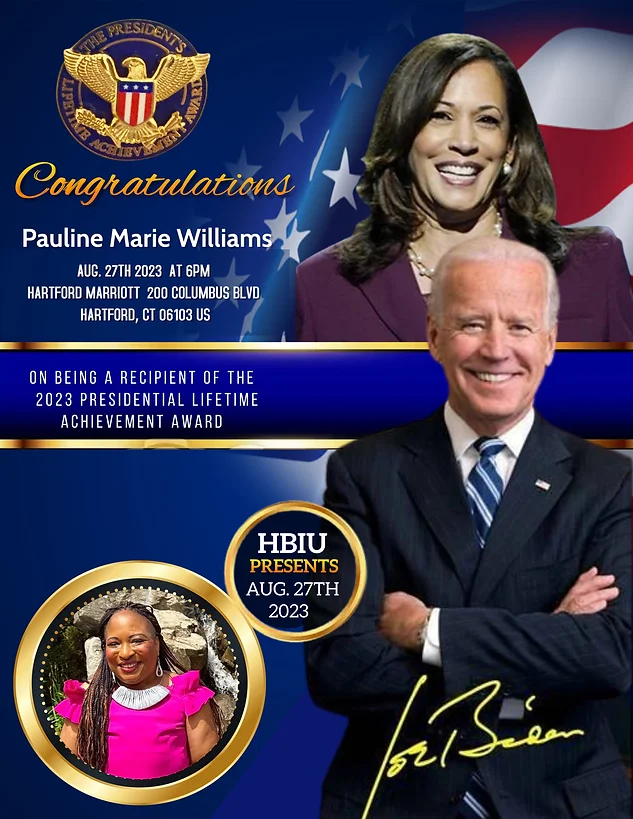 THE PRESIDENT'S
LIFETIME ACHIEVEMENT AWARD
Congratulations
Pauline Marie Williams
AUG. 27TH 2023 AT 6PM
HARTFORD MARRIOTT 200 COLUMBUS BLVD
HARTFORD, CT 06103 US
ON BEING A RECIPIENT OF THE
2023 PRESIDENTIAL LIFETIME
ACHIEVEMENT AWARD
HBIU
PRESENTS
AUG. 27TH
2023
Joe Biden